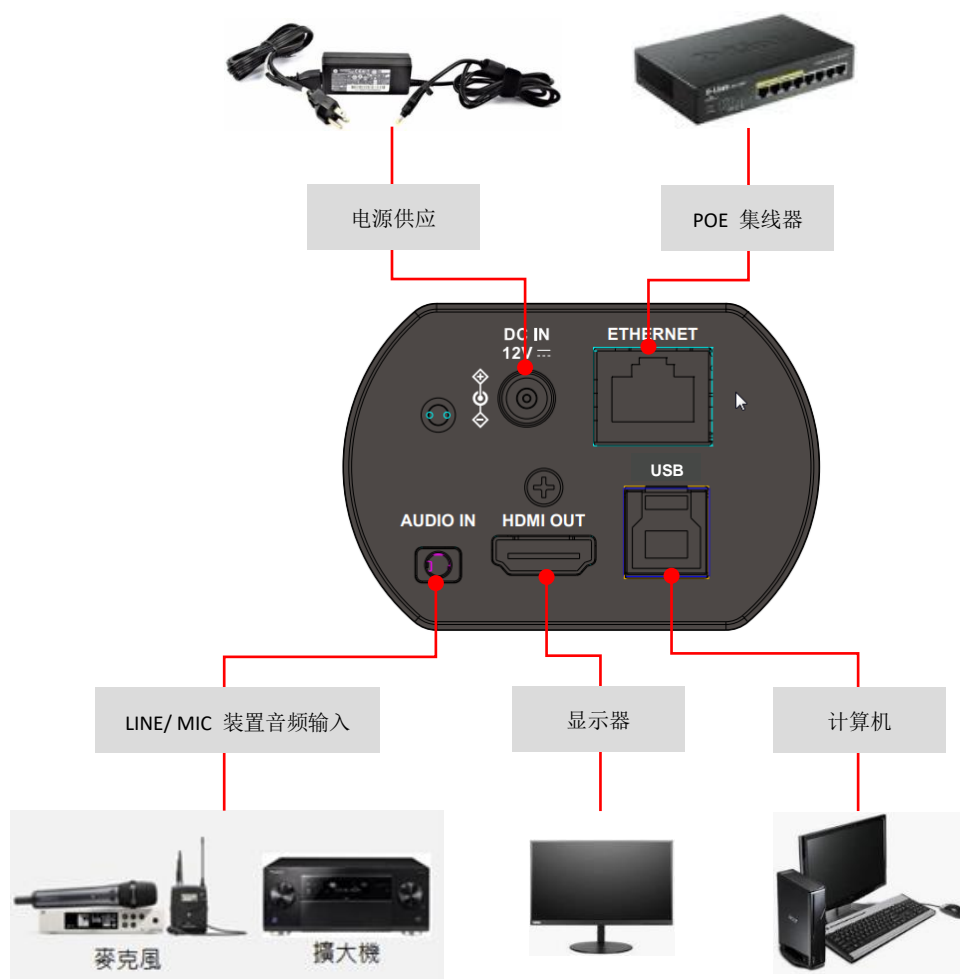 D-Link
电源供应
POE 集线器
DC IN
12V
ETHERNET
USB
AUDIO IN
HDMI OUT
LINE/ MIC 装置音频输入
显示器
计算机
麥克風
擴大機